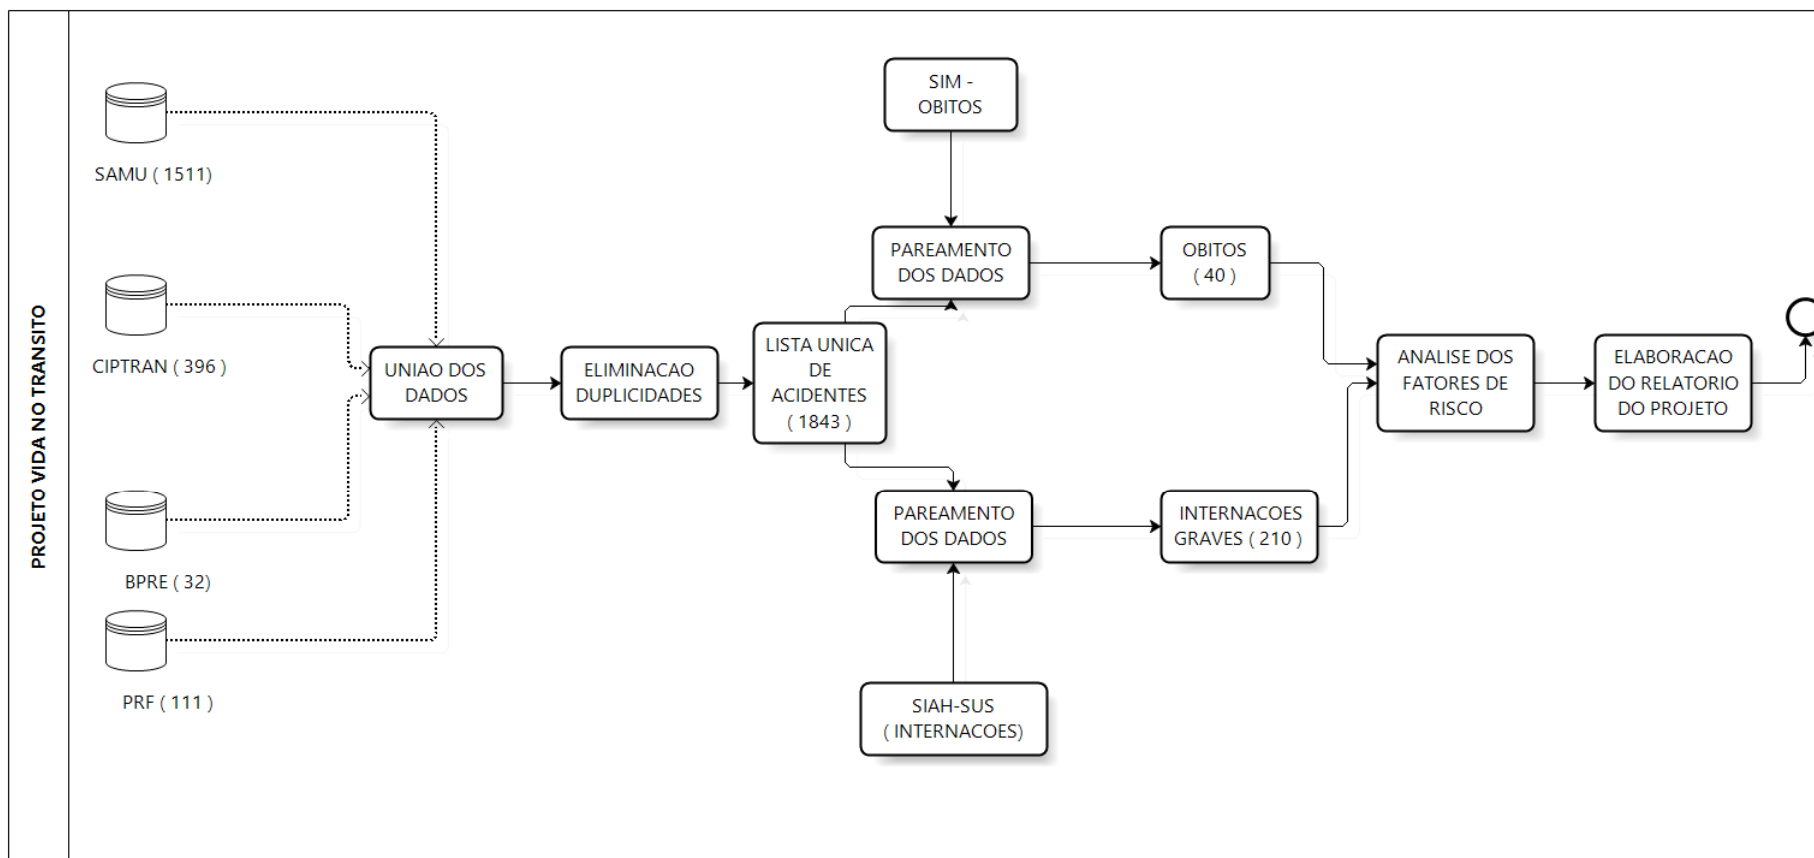 PROJETO VIDA NO TRANSITO
SAMU ( 1511)
CIPTRAN ( 396 )
BPRE ( 32)
PRF ( 111 )
UNIAO DOS
DADOS
ELIMINACAO
DUPLICIDADES
LISTA UNICA
DE
ACIDENTES
( 1843 )
SIM -
OBITOS
PAREAMENTO
DOS DADOS
OBITOS
( 40 )
PAREAMENTO
DOS DADOS
INTERNACOES
GRAVES ( 210 )
SIAH-SUS
( INTERNACOES)
ANALISE DOS
FATORES DE
RISCO
ELABORACAO
DO RELATORIO
DO PROJETO